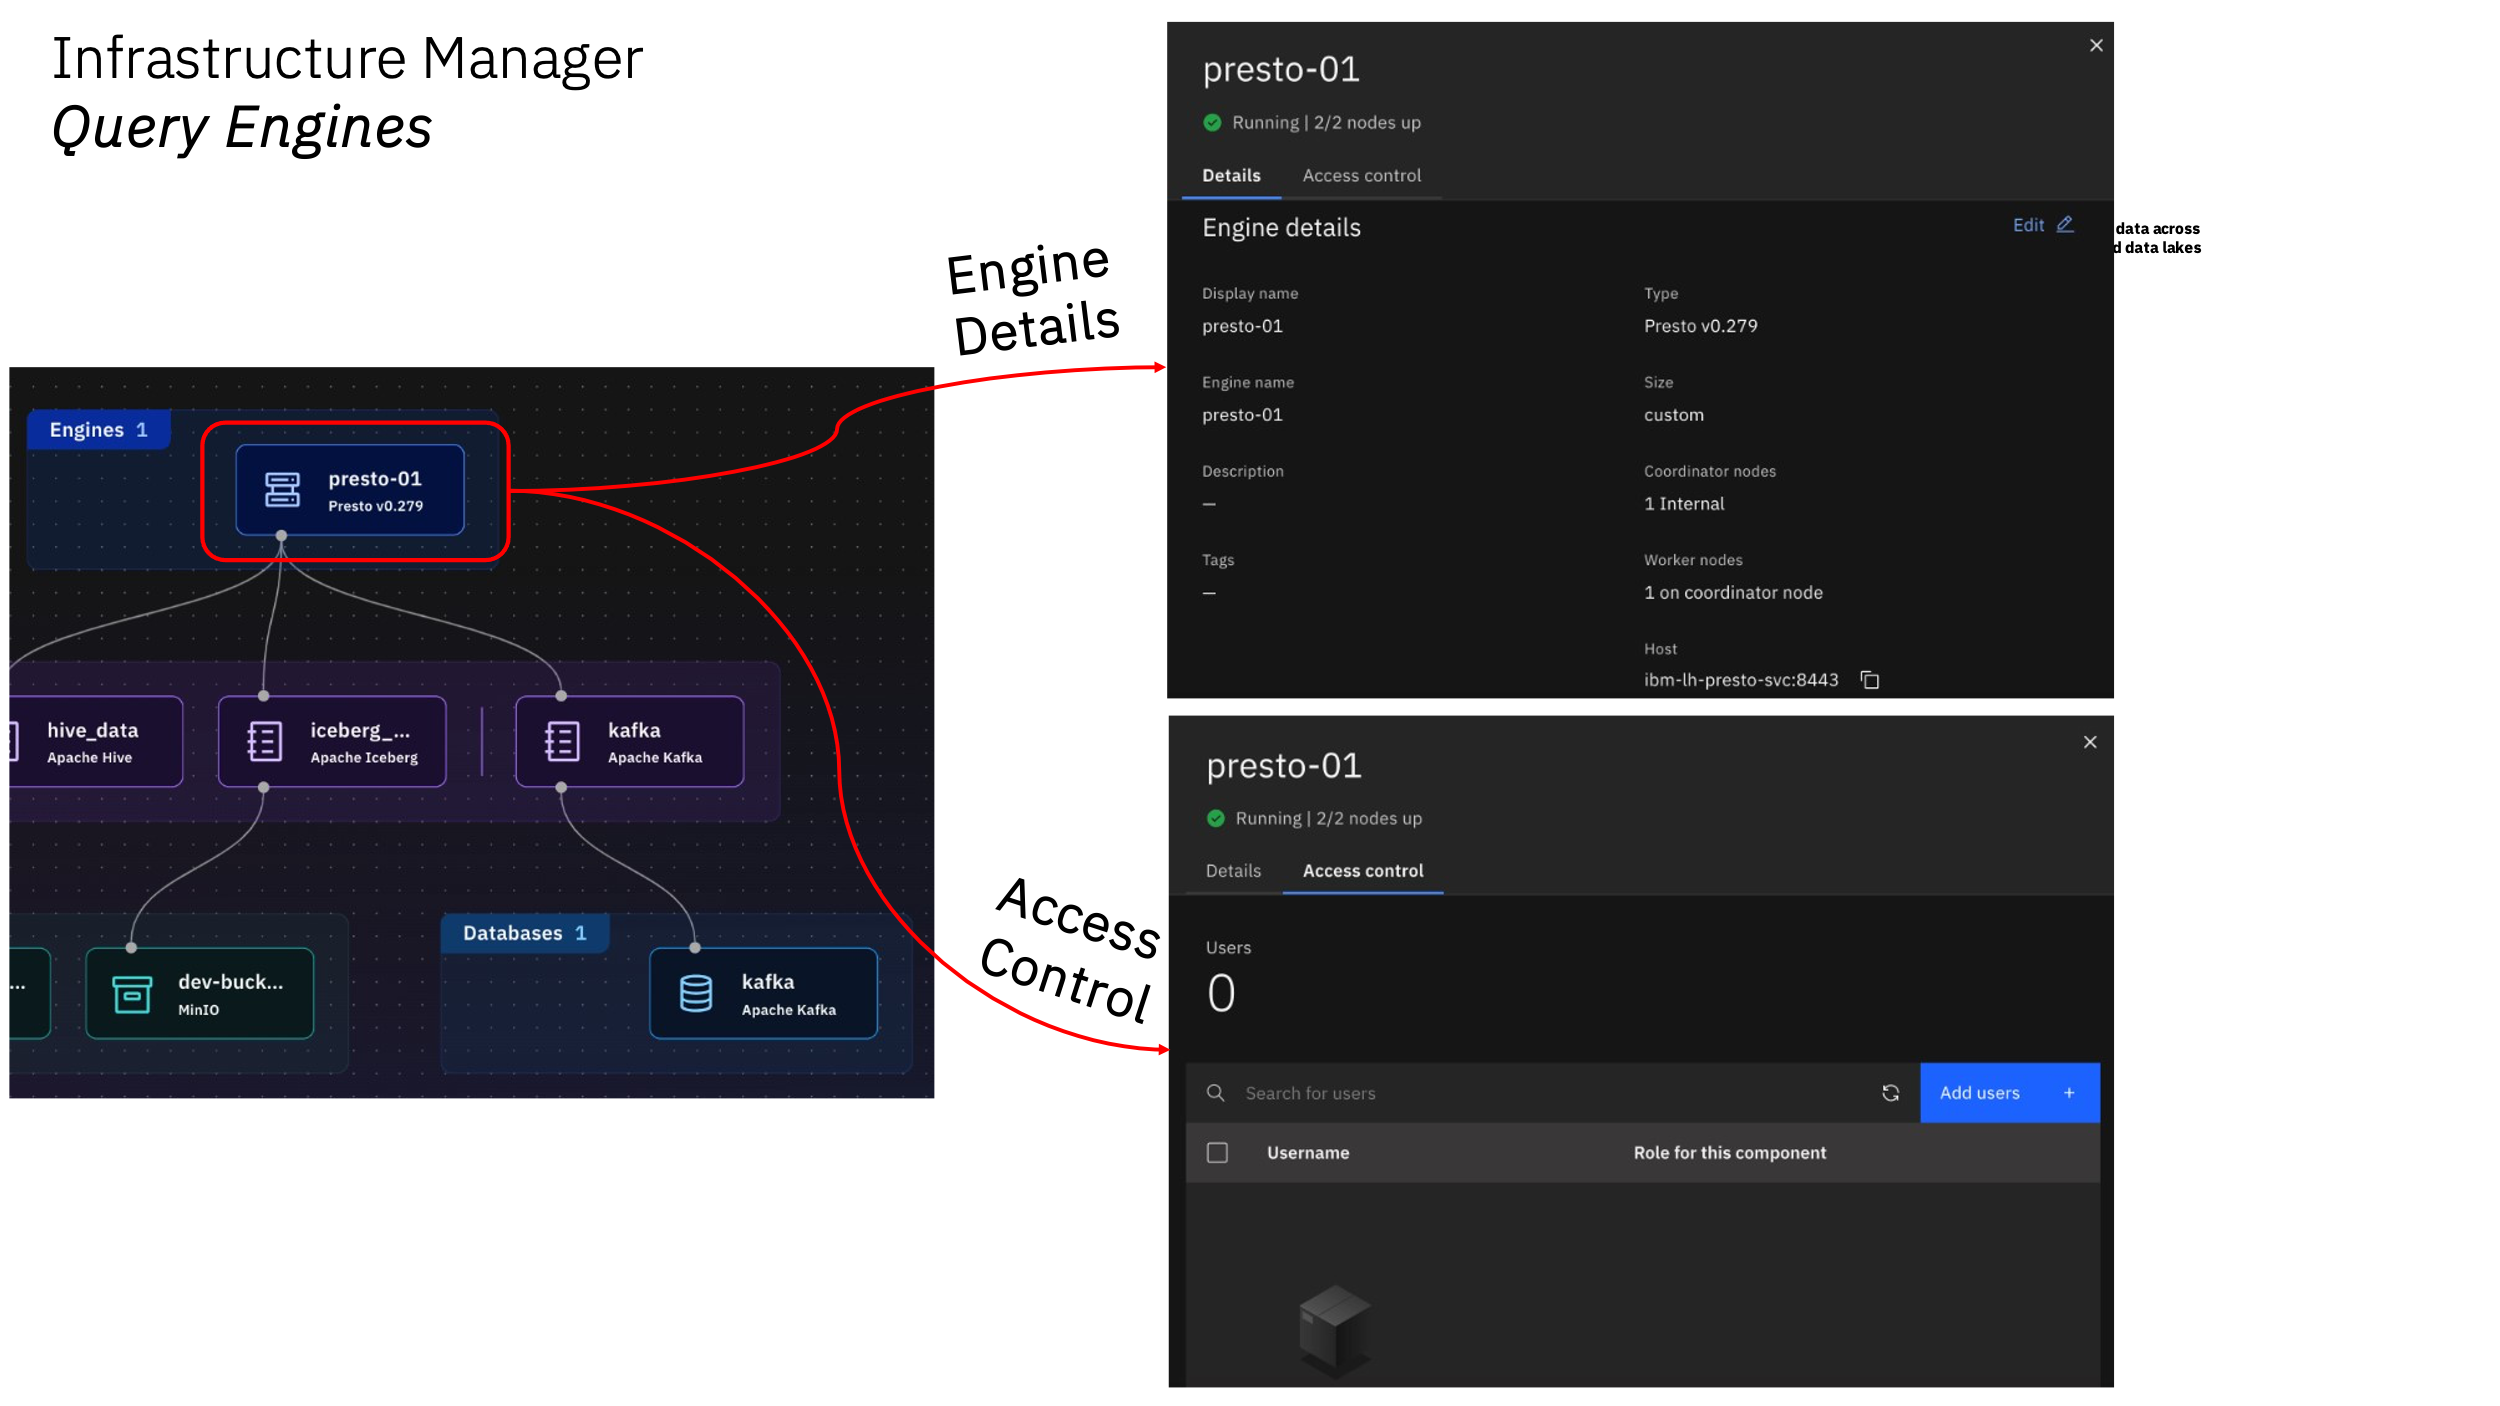 Infrastructure Manager
Query Engines
Engines 1
presto-01
Presto v0.279
hive_data
Apache Hive
iceberg_...
Apache Iceberg
kafka
Apache Kafka
...
dev-buck...
MinIO
Databases 1
kafka
Apache Kafka
Engine
Details
Access
Control
presto-01
Running | 2/2 nodes up
Details Access control
Engine details
Edit
Display name
presto-01
Type
Presto v0.279
Engine name
presto-01
Size
custom
Description
—
Coordinator nodes
1 Internal
Tags
—
Worker nodes
1 on coordinator node
Host
ibm-lh-presto-svc:8443
data across
d data lakes
presto-01
Running | 2/2 nodes up
Details Access control
Users
0
Search for users
Add users +
Username Role for this component